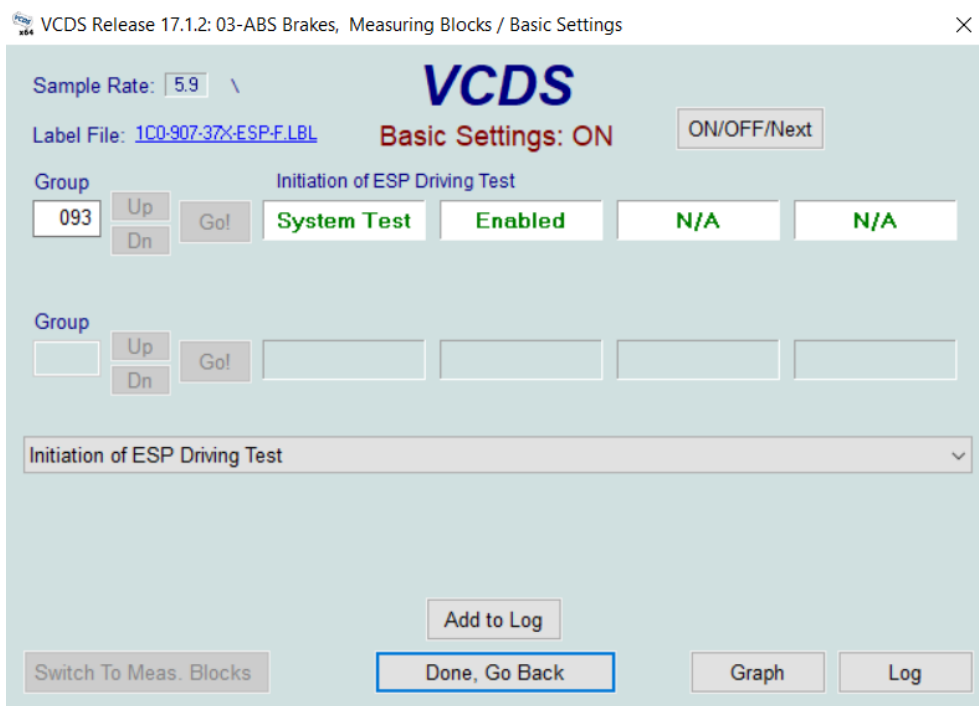 VCDS x64 VCDS Release 17.1.2: 03-ABS Brakes, Measuring Blocks / Basic Settings
Sample Rate: 5.9 \
VCDS
Label File: 1C0-907-37X-ESP-F.LBL
Basic Settings: ON
ON/OFF/Next
Group
Initiation of ESP Driving Test
093 Up Dn Go! System Test Enabled N/A N/A
Group
Up Dn Go!
Initiation of ESP Driving Test
Add to Log
Switch To Meas. Blocks Done, Go Back Graph Log